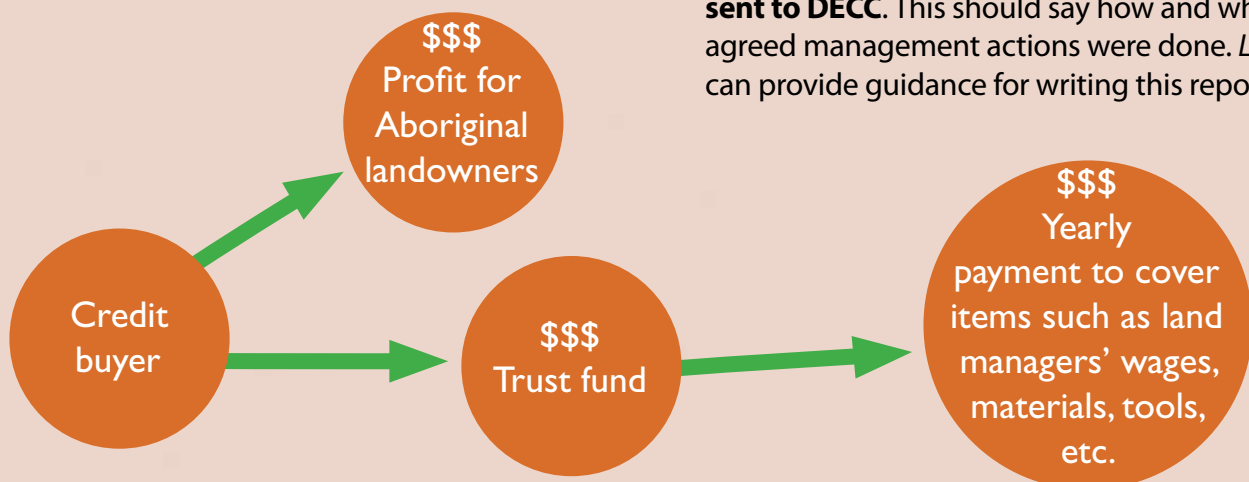 sent to DECC. This should say how and
agreed management actions were done.
can provide guidance for writing this
$$$
Profit for
Aboriginal
landowners
Credit
buyer
$$$
Trust fund
$$$
Yearly
payment to cover
items such as land
managers’ wages,
materials, tools,
etc.